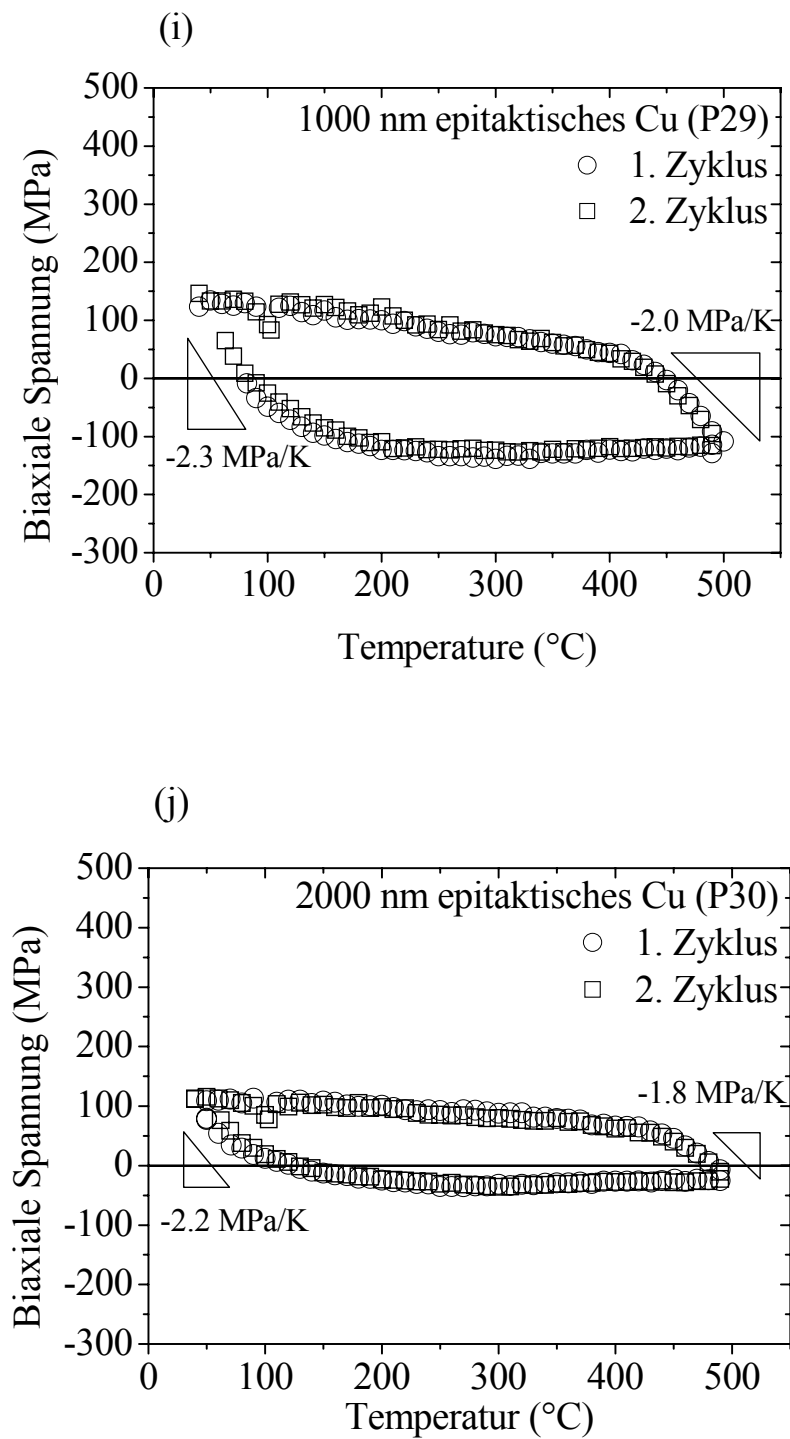 (i)
500
400
300
200
100
0
-100
-200
-300
Biaxiale Spannung (MPa)
1000 nm epitaktisches Cu (P29)
1. Zyklus
2. Zyklus
-2.0 MPa/K
-2.3 MPa/K
0 100 200 300 400 500
Temperature (°C)
(j)
500
400
300
200
100
0
-100
-200
-300
Biaxiale Spannung (MPa)
2000 nm epitaktisches Cu (P30)
1. Zyklus
2. Zyklus
-1.8 MPa/K
-2.2 MPa/K
0 100 200 300 400 500
Temperatur (°C)